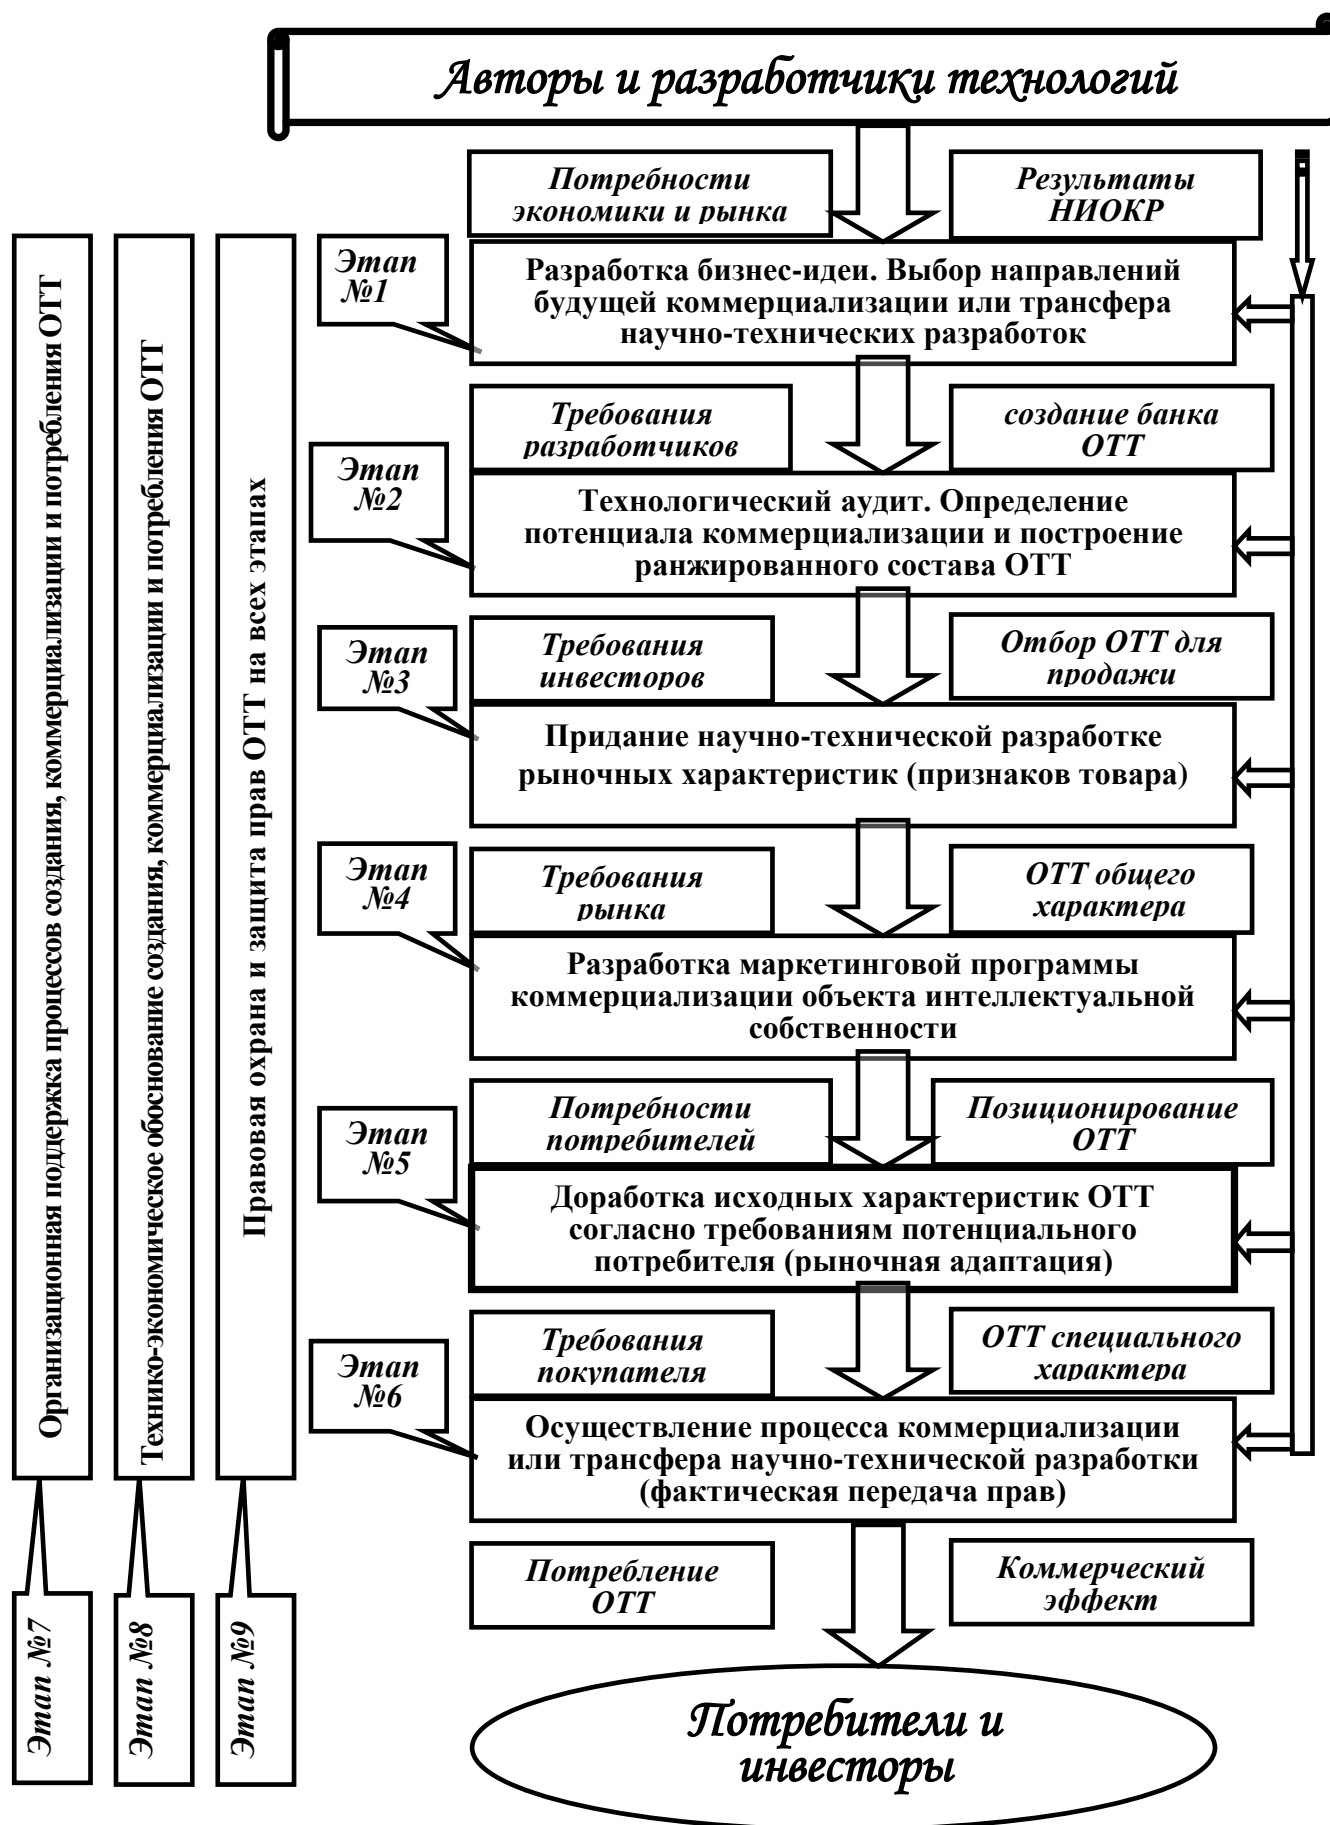 Авторы и разработчики технологий
Потребности
экономики и рынка
Результаты
НИОКР
Этап
№1
Разработка бизнес-идеи. Выбор направлений
будущей коммерциализации или трансфера
научно-технических разработок
Требования
разработчиков
создание банка
ОТТ
Этап
№2
Технологический аудит. Определение
потенциала коммерциализации и построение
ранжированного состава ОТТ
Требования
инвесторов
Отбор ОТТ для
продажи
Этап
№3
Придание научно-технической разработке
рыночных характеристик (признаков товара)
Требования
рынка
ОТТ общего
характера
Этап
№4
Разработка маркетинговой программы
коммерциализации объекта интеллектуальной
собственности
Потребности
потребителей
Позиционирование
ОТТ
Этап
№5
Доработка исходных характеристик ОТТ
согласно требованиям потенциального
потребителя (рыночная адаптация)
Требования
покупателя
ОТТ специального
характера
Этап
№6
Осуществление процесса коммерциализации
или трансфера научно-технической разработки
(фактическая передача прав)
Потребление
ОТТ
Коммерческий
эффект
Потребители и
инвесторы
Организационная поддержка процессов создания, коммерциализации и потребления ОТТ
Этап №7
Технико-экономическое обоснование создания, коммерциализации и потребления ОТТ
Этап №8
Правовая охрана и защита прав ОТТ на всех этапах
Этап №9